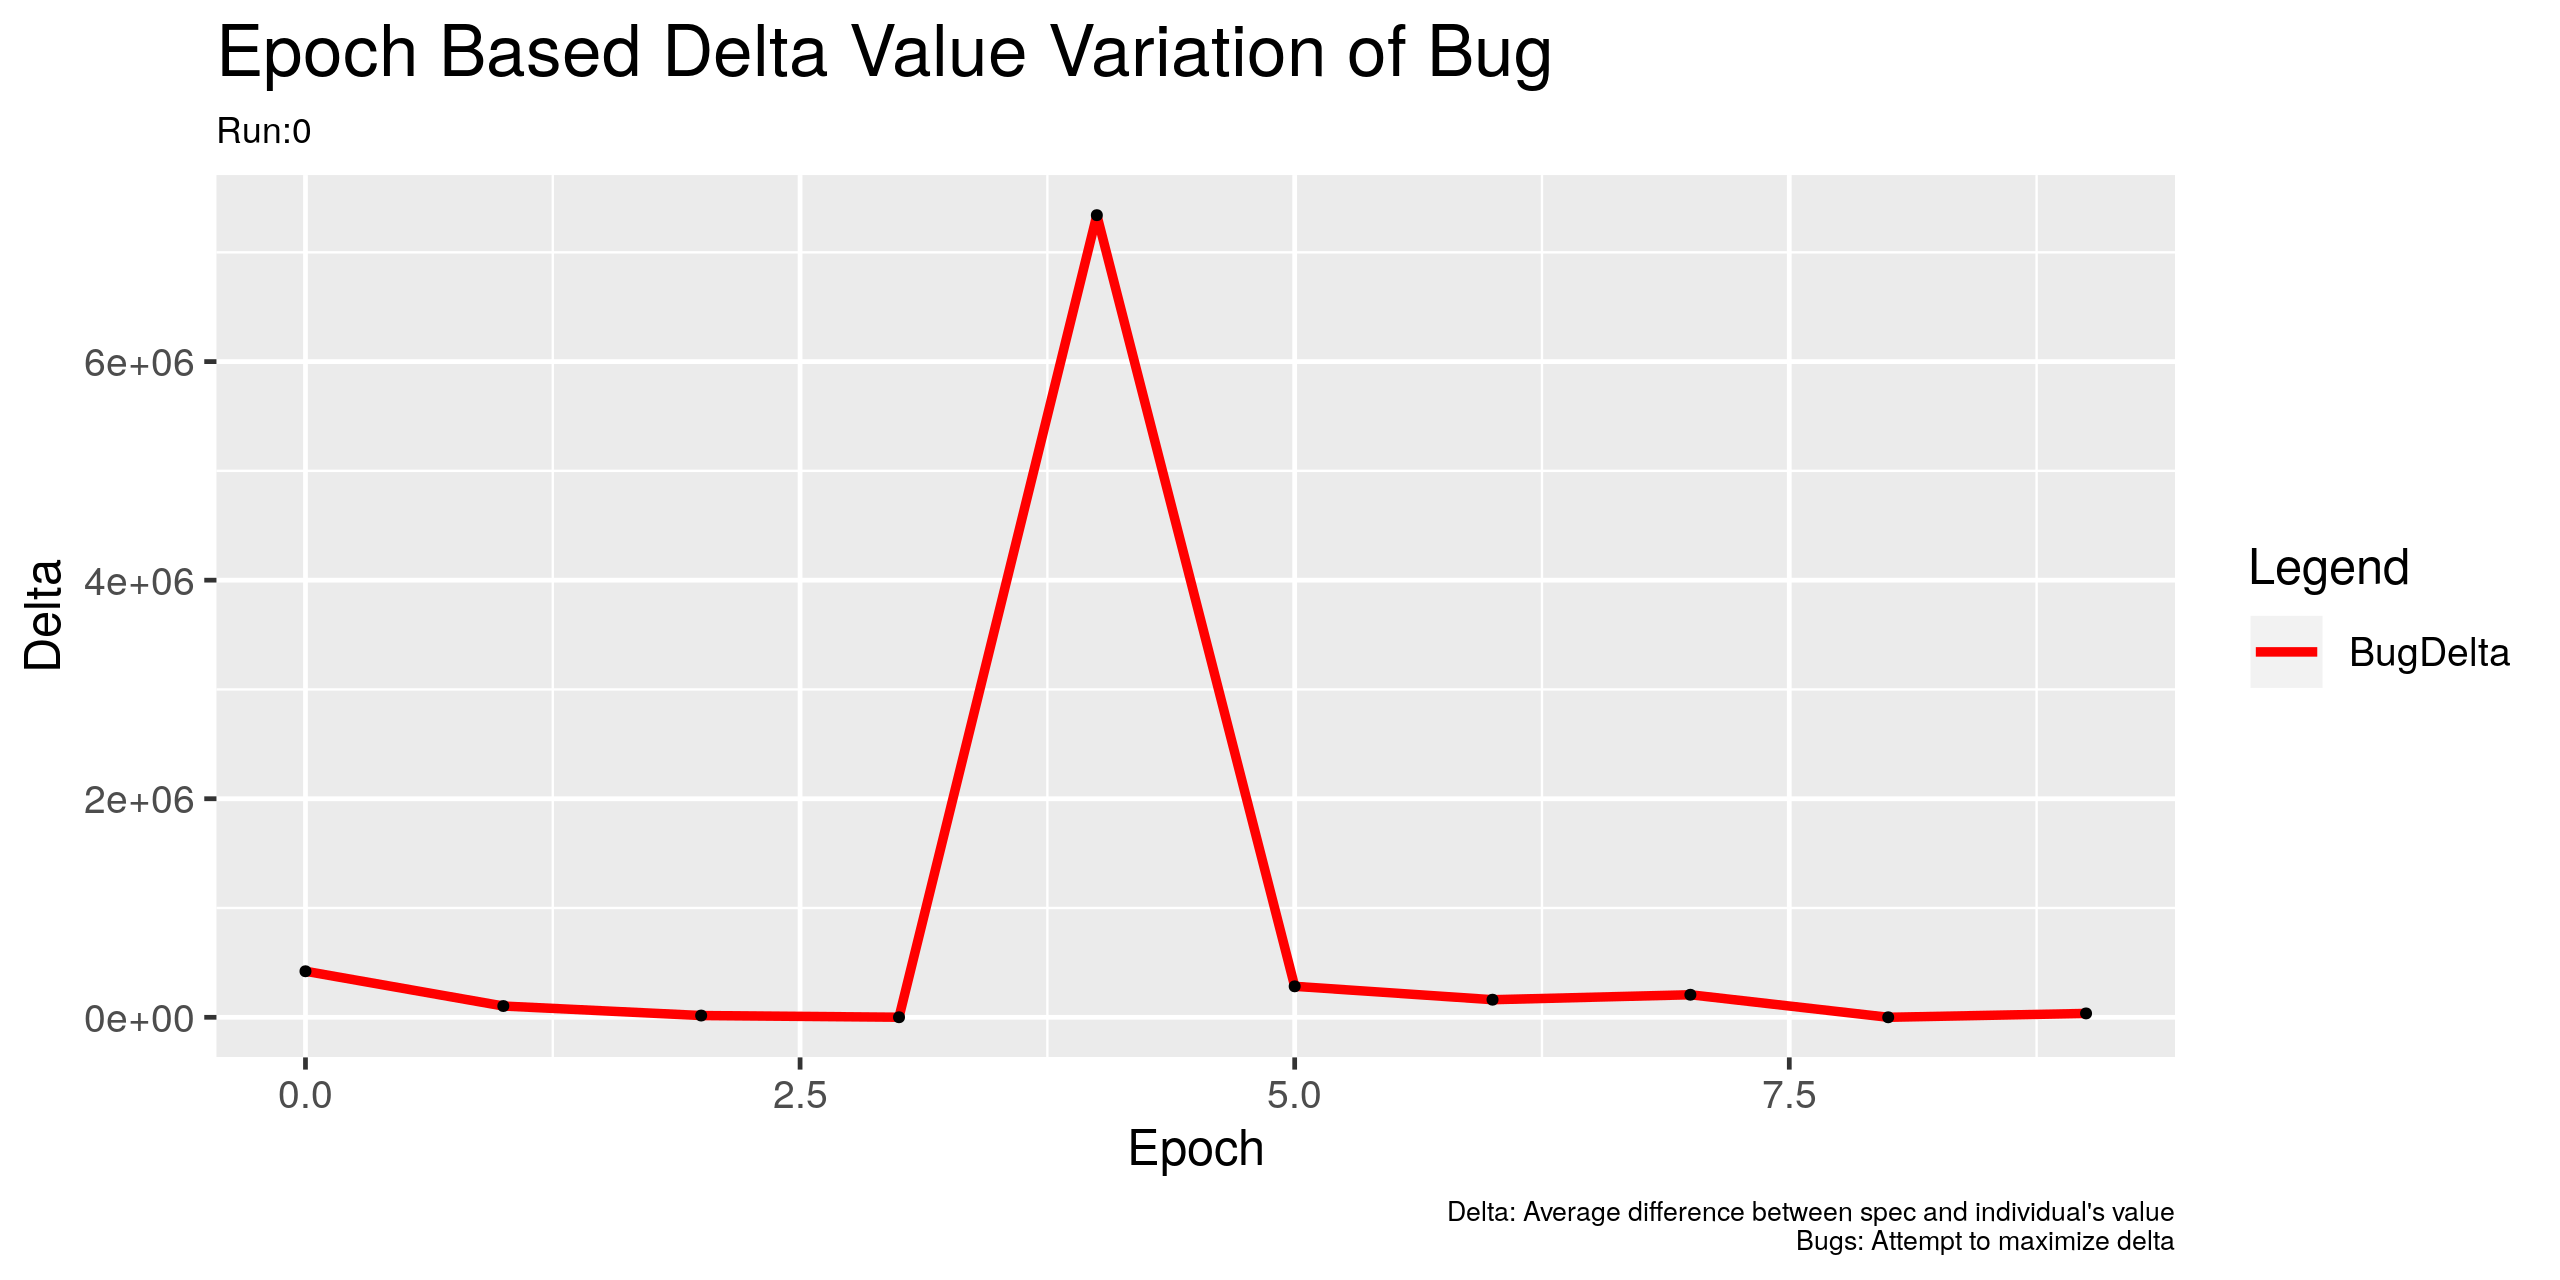 Epoch Based Delta Value Variation of Bug
Run:0
Delta
6e+06
4e+06
2e+06
0e+00
0.0 2.5 5.0 7.5
Epoch
Legend
BugDelta
Delta: Average difference between spec and individual's value
Bugs: Attempt to maximize delta